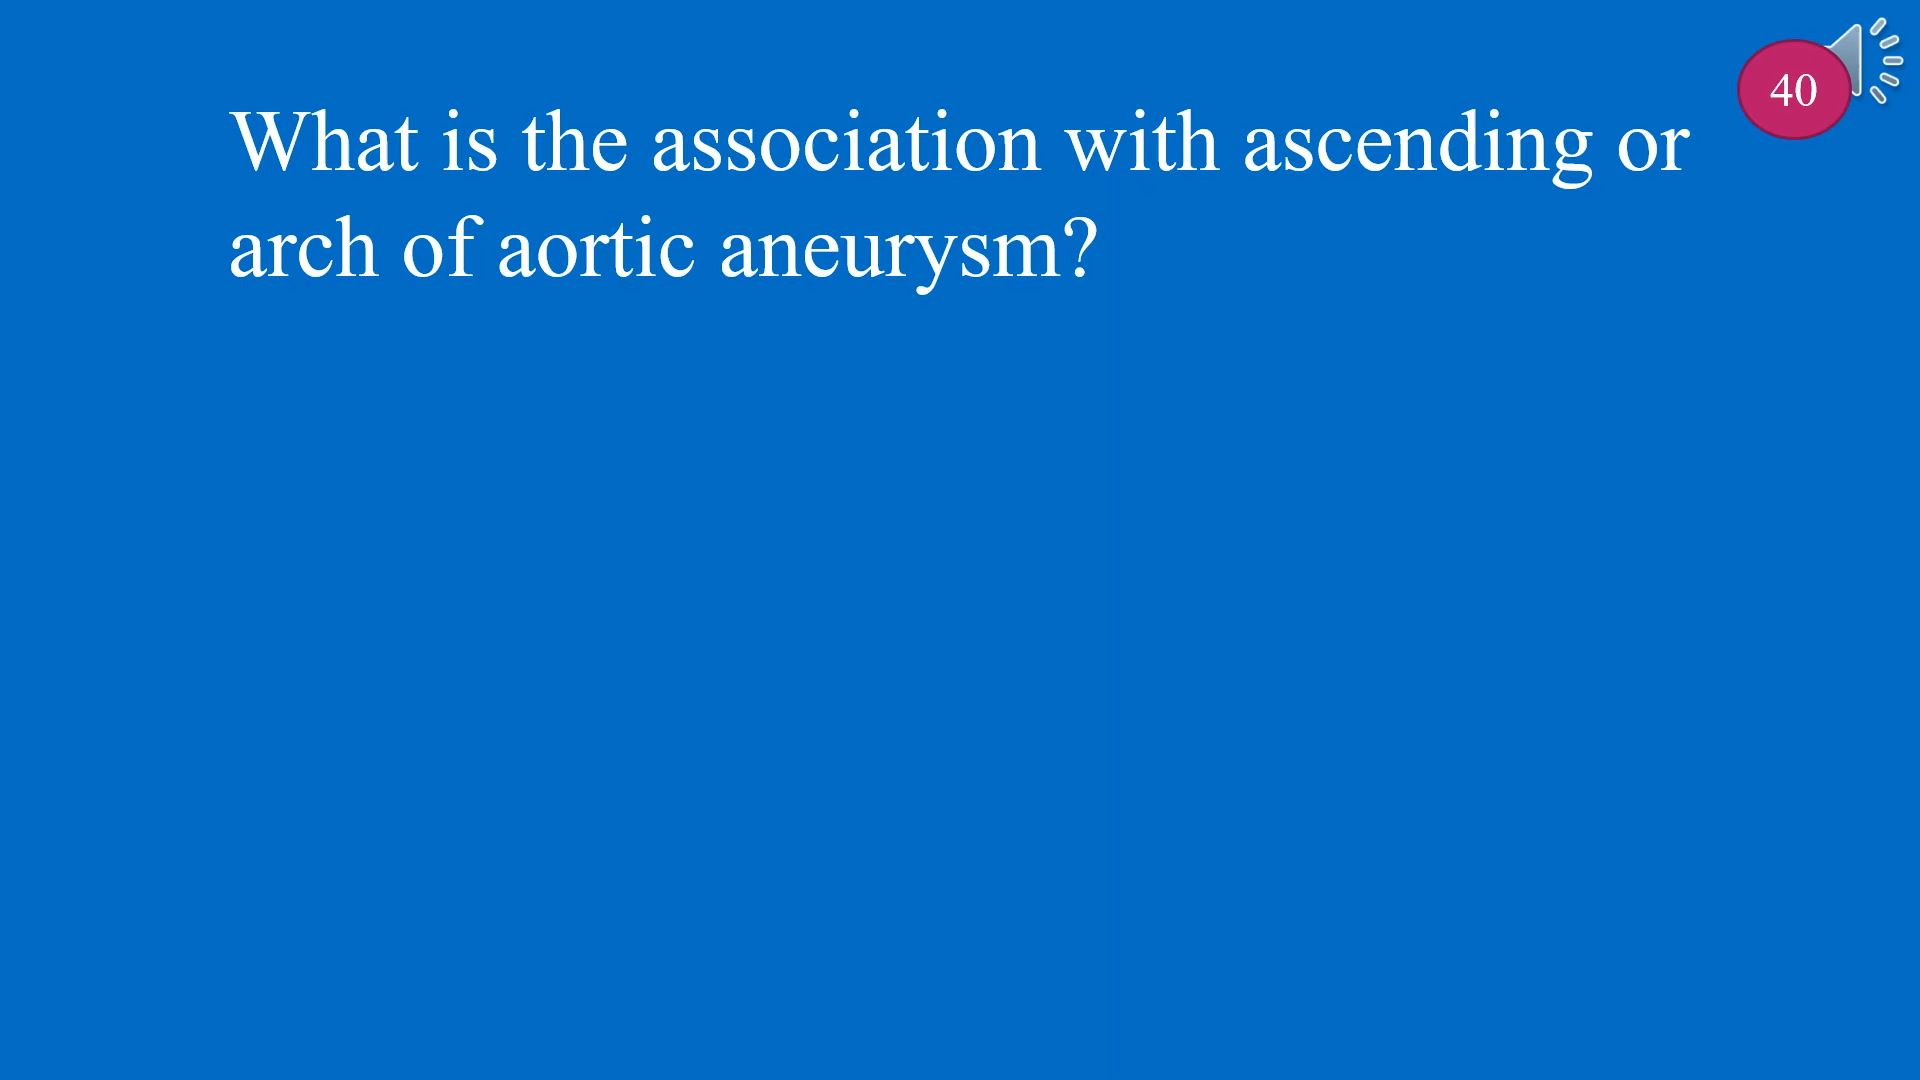 40
What is the association with ascending or
arch of aortic aneurysm?